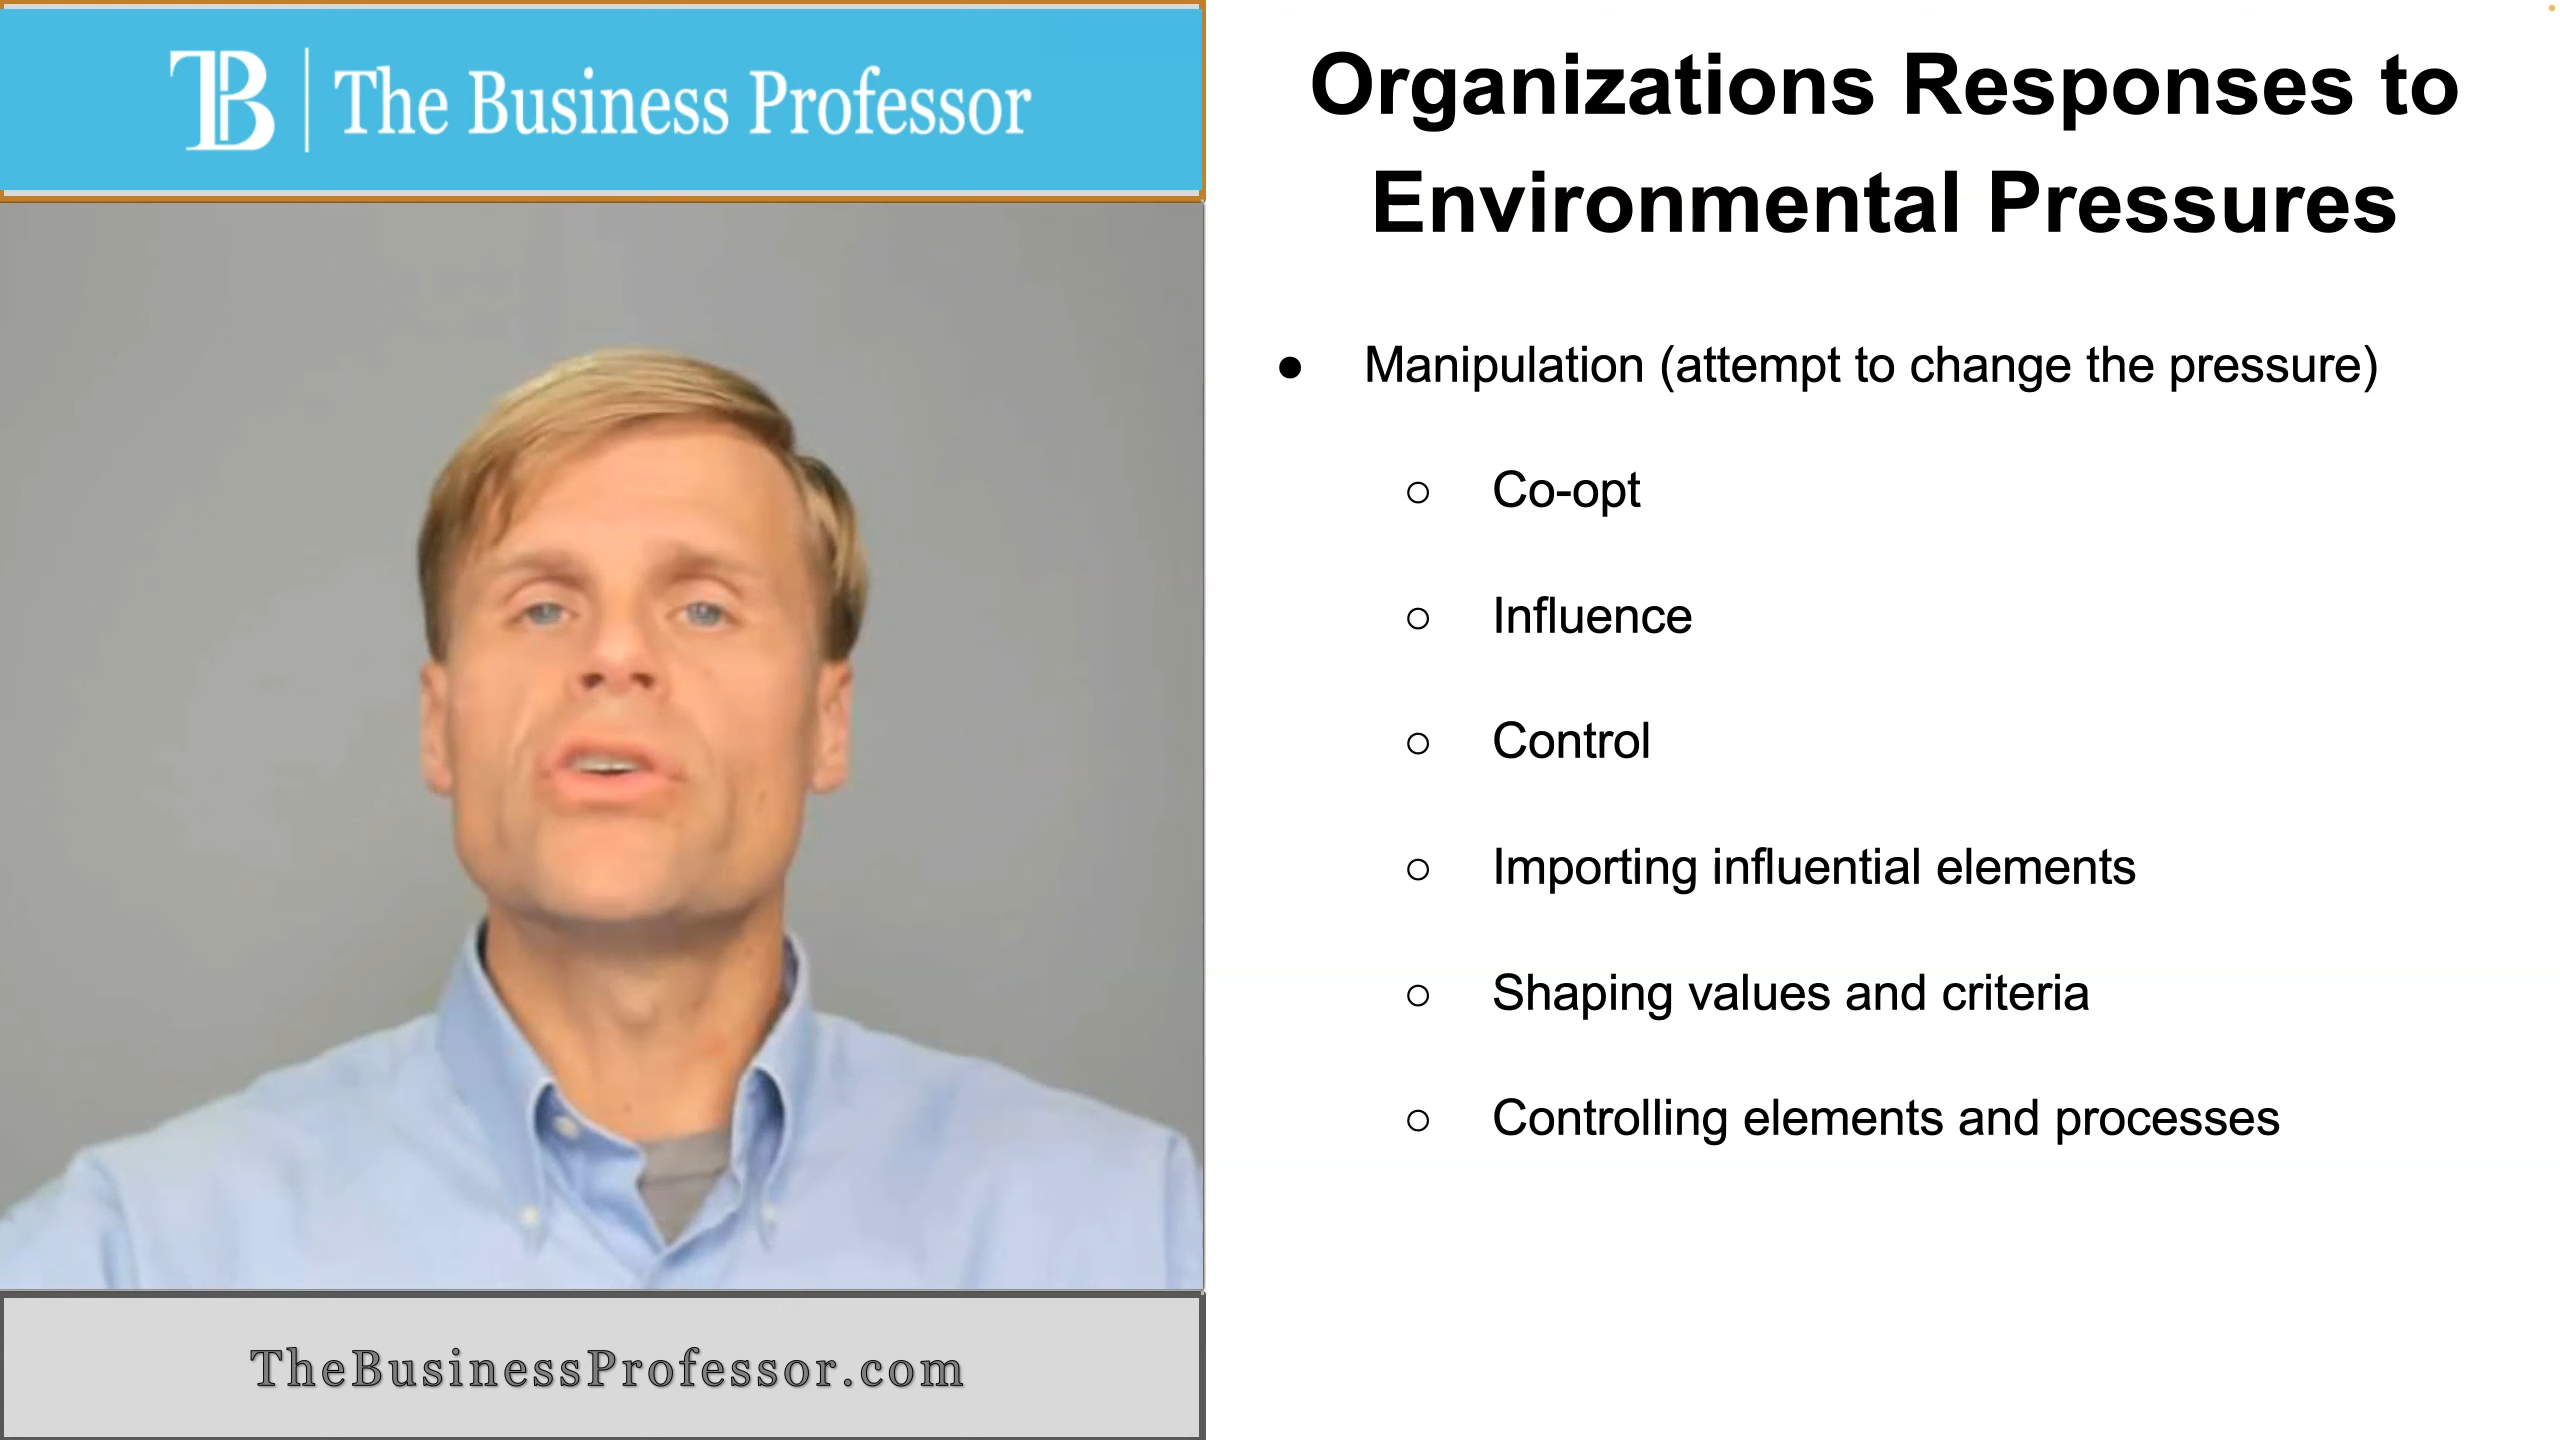 TB The Business Professor
Organizations Responses to
Environmental Pressures
● Manipulation (attempt to change the pressure)
○ Co-opt
○ Influence
○ Control
○ Importing influential elements
○ Shaping values and criteria
○ Controlling elements and processes
TheBusinessProfessor.com